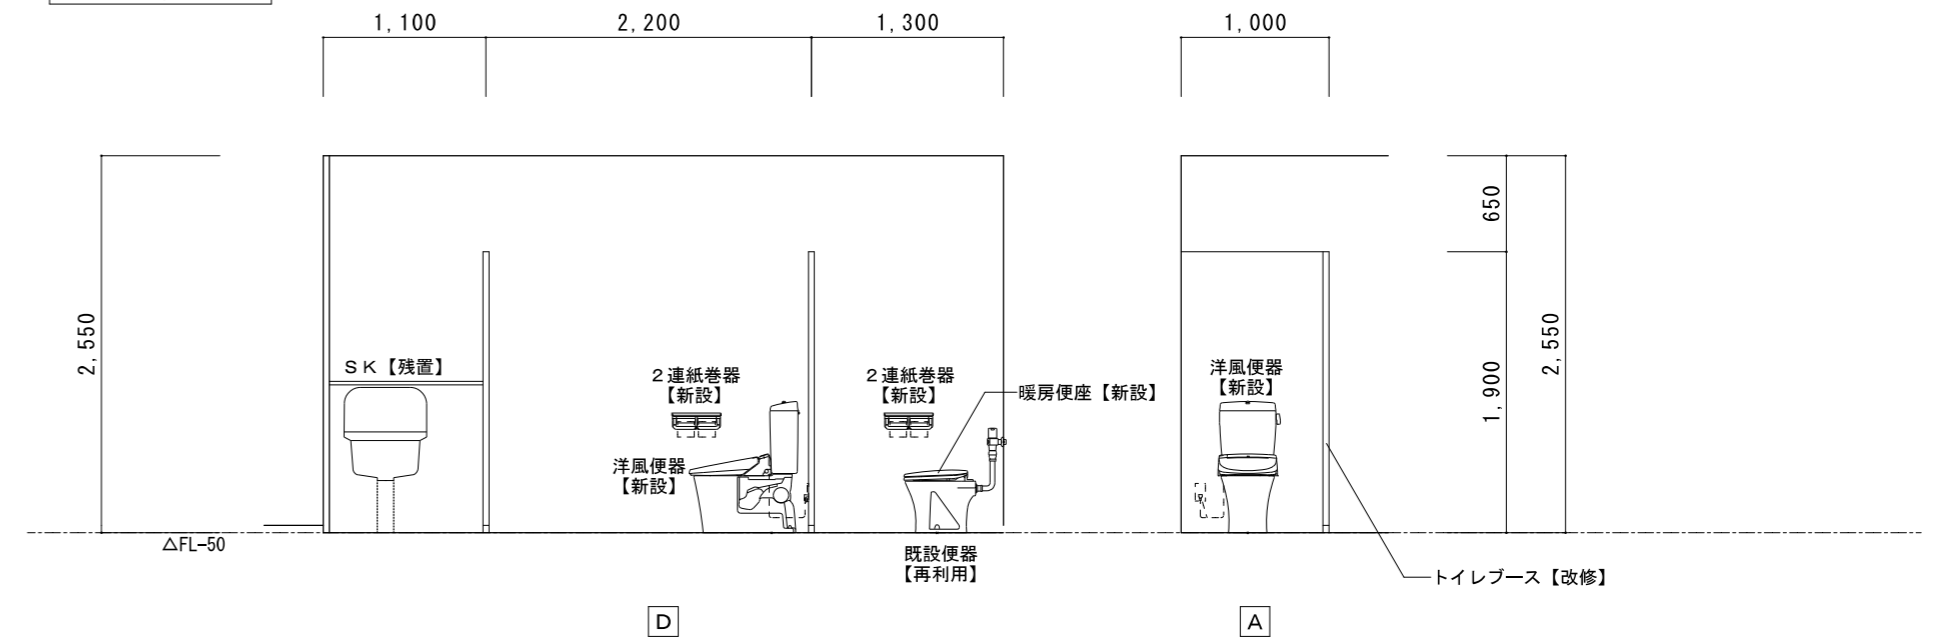 1,100
2,200
1,300
1,000
2,550
650
1,900
2,550
SK【残置】
2連紙巻器
【新設】
2連紙巻器
【新設】
暖房便座【新設】
洋風便器
【新設】
洋風便器
【新設】
△FL-50
既設便器
【再利用】
トイレブース【改修】
D
A